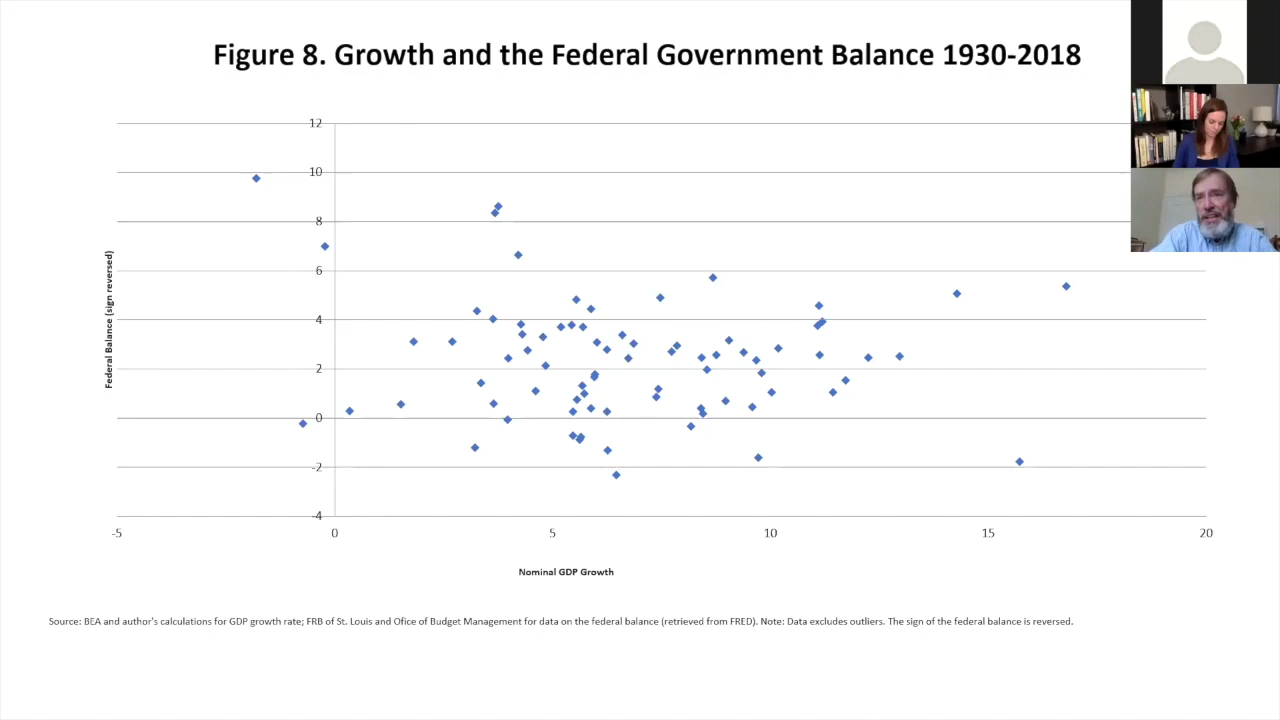 Figure 8. Growth and the Federal Government Balance 1930-2018
12
10
8
6
4
2
0
-2
-4
Federal Balance (sign reversed)
-5 0 5 10 15 20
Nominal GDP Growth
Source: BEA and author's calculations for GDP growth rate; FRB of St. Louis and Ofice of Budget Management for data on the federal balance (retrieved from FRED). Note: Data excludes outliers. The sign of the federal balance is reversed.